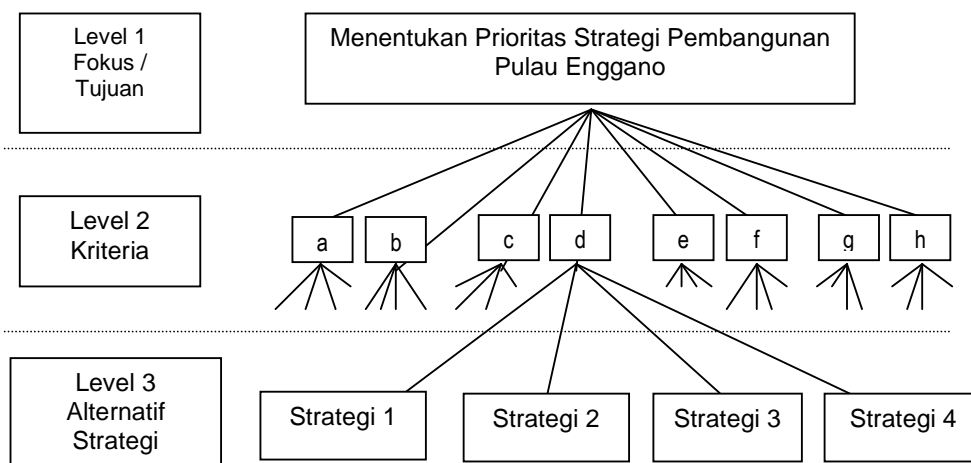 Level 1
Fokus /
Tujuan
Menentukan Prioritas Strategi Pembangunan
Pulau Enggano
Level 2
Kriteria
a b c d e f g h
Level 3
Alternatif
Strategi
Strategi 1 Strategi 2 Strategi 3 Strategi 4